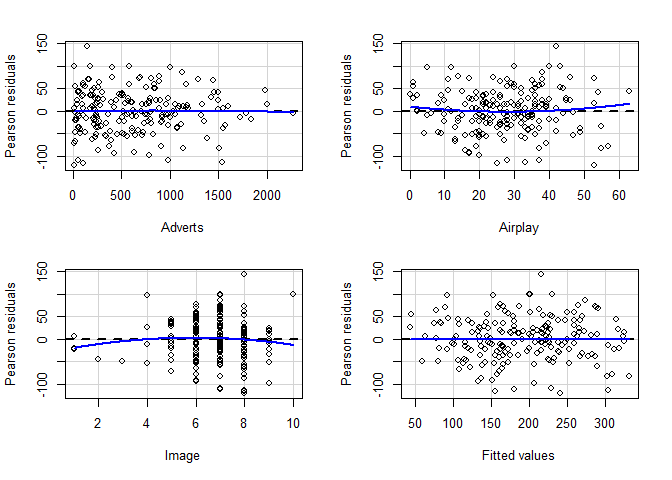 Pearson residuals
-100 0 50 150
0 500 1000 1500 2000
Adverts
Pearson residuals
-100 0 50 150
0 10 20 30 40 50 60
Airplay
Pearson residuals
-100 0 50 150
2 4 6 8 10
Image
Pearson residuals
-100 0 50 150
50 100 150 200 250 300
Fitted values